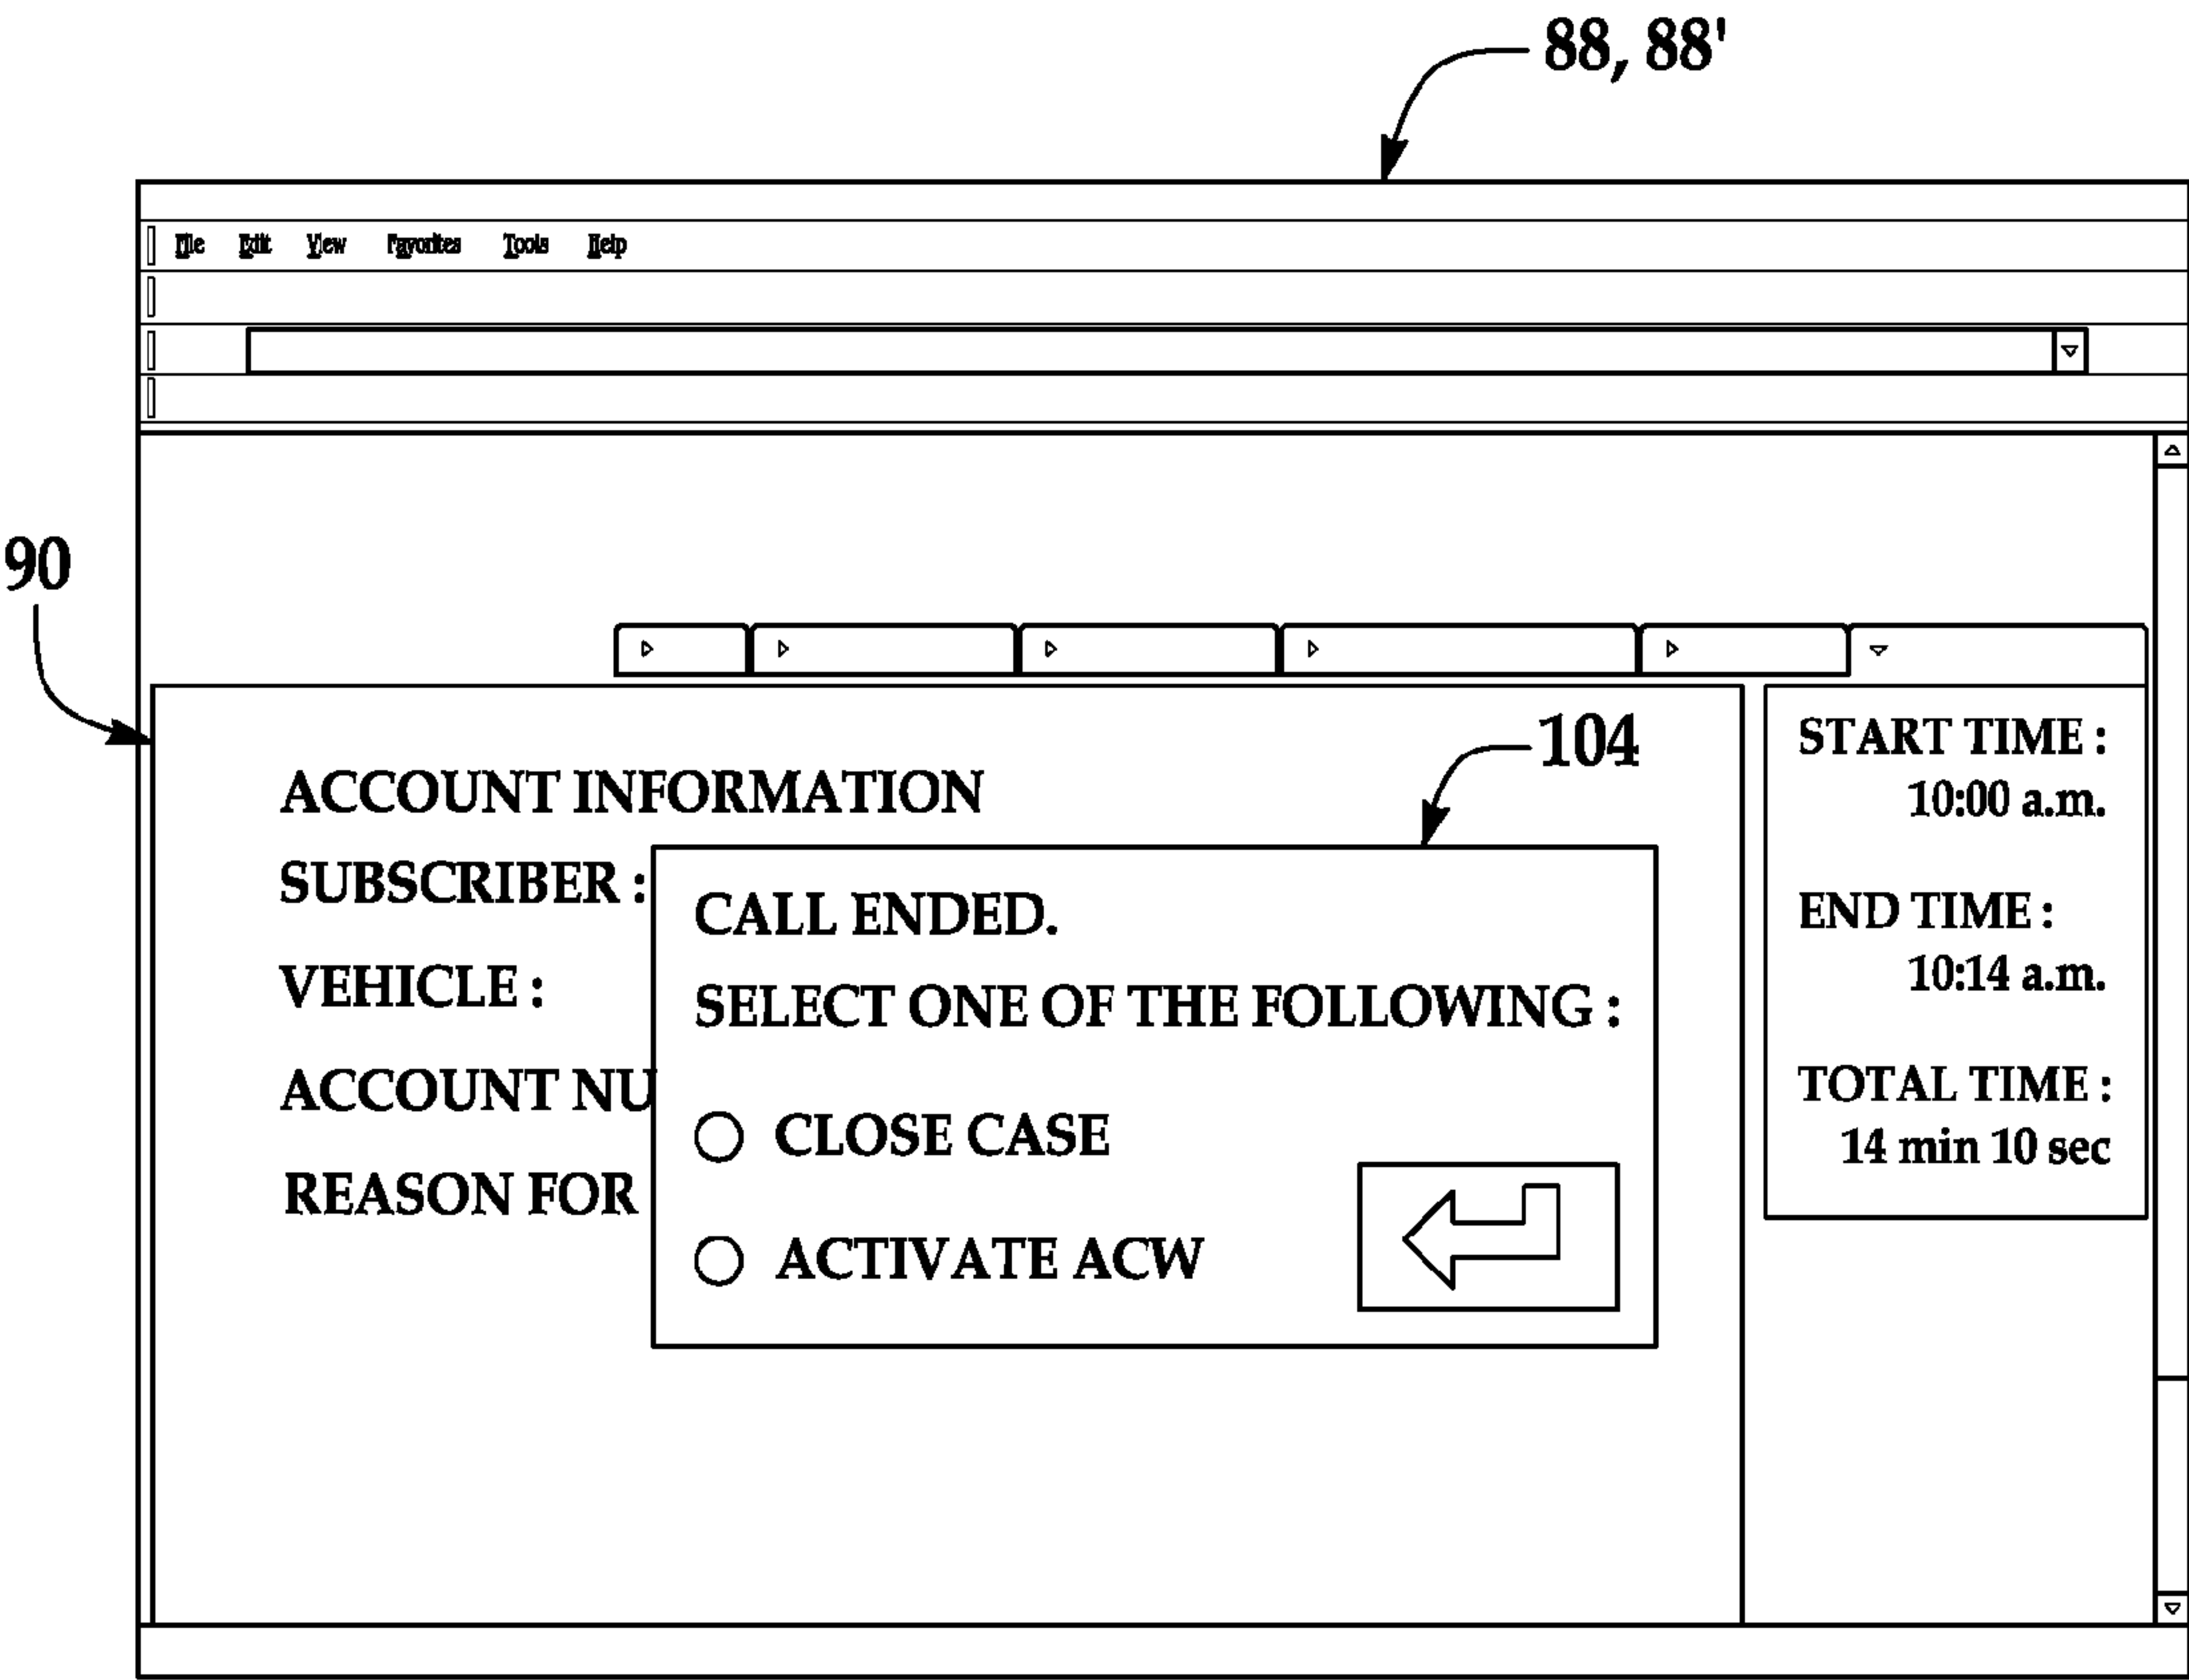 88, 88'
File Edit View Favorites Tools Help
90
104
ACCOUNT INFORMATION
SUBSCRIBER :
VEHICLE :
ACCOUNT NU
REASON FOR
CALL ENDED.
SELECT ONE OF THE FOLLOWING :
CLOSE CASE
ACTIVATE ACW
START TIME :
10:00 a.m.
END TIME :
10:14 a.m.
TOTAL TIME :
14 min 10 sec